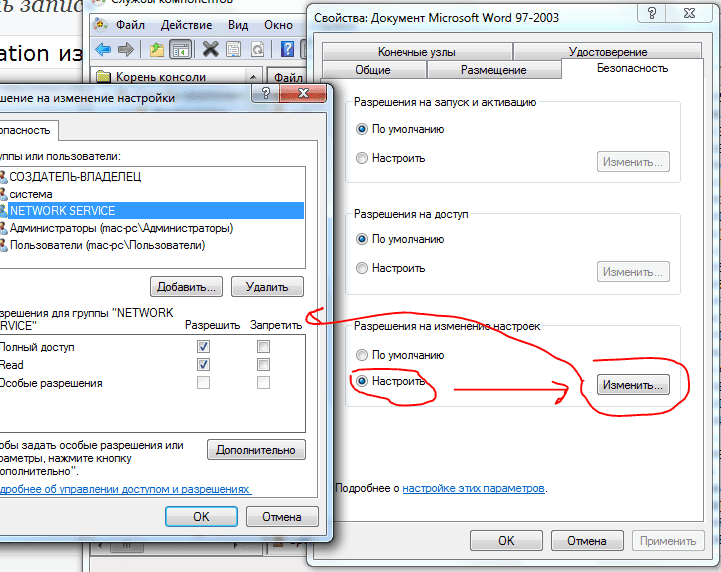 ь запис
ation из
Службы компонентов
Файл Действие Вид Окно
Корень консоли
Файл
Свойства: Документ Microsoft Word 97-2003
Конечные узлы Удостоверение
Общие Размещение Безопасность
Разрешения на запуск и активацию
По умолчанию
Настроить
Изменить...
Разрешения на доступ
По умолчанию
Настроить
Изменить...
Разрешения на изменение настроек
По умолчанию
Настроить
Изменить...
Подробнее о настройке этих параметров.
ОК Отмена Применить
шение на изменение настройки
опасность
уппы или пользователи:
СОЗДАТЕЛЬ-ВЛАДЕЛЕЦ
система
NETWORK SERVICE
Администраторы (mac-pc\Администраторы)
Пользователи (mac-pc\Пользователи)
Добавить... Удалить
зрешения для группы "NETWORK
RVICE" Разрешить Запретить
Полный доступ
Read
Особые разрешения
обы задать особые разрешения или
раметры, нажмите кнопку
ополнительно".
Дополнительно
дробнее об управлении доступом и разрешениях.
ОК Отмена